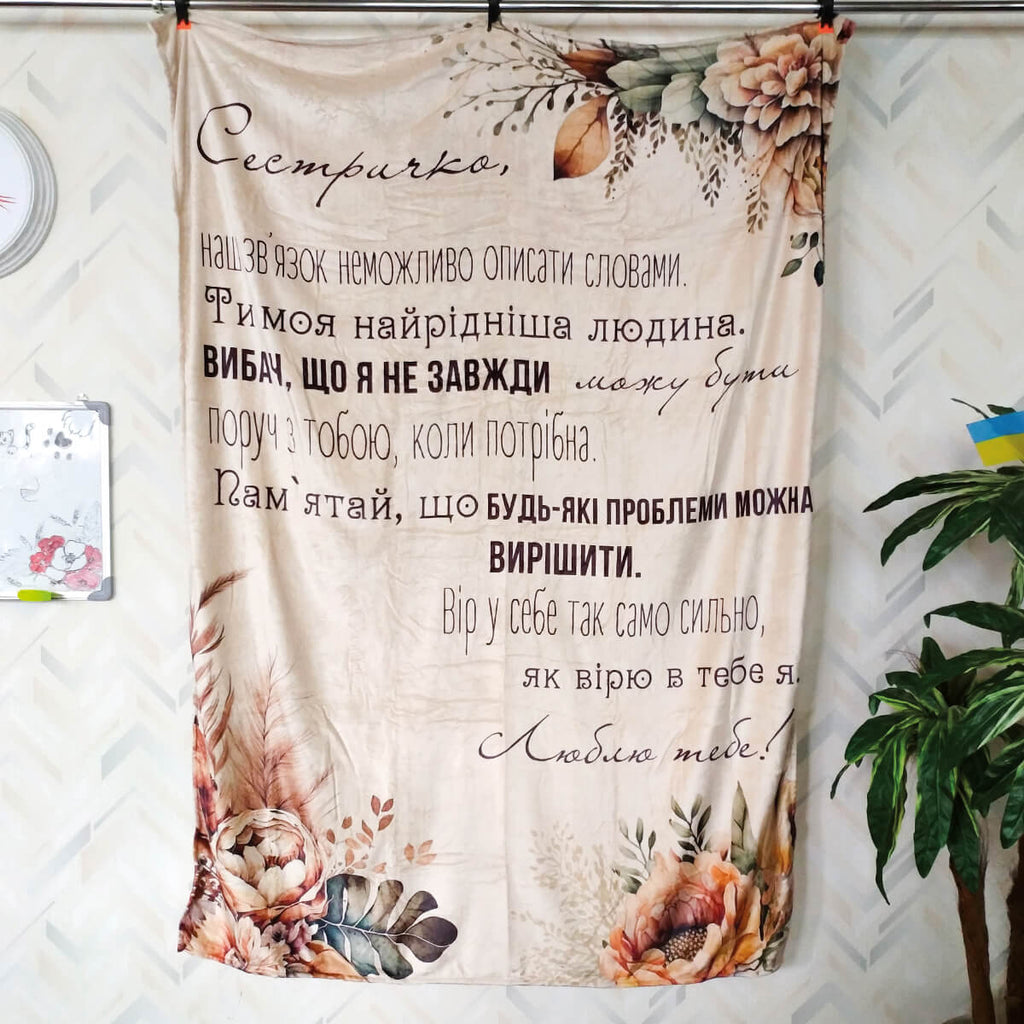 Сестричко,
наш зв'язок неможливо описати словами.
Ти моя найрідніша людина.
ВИБАЧ, ЩО Я НЕ ЗАВЖДИ можу бути
поруч з тобою, коли потрібна.
Пам`ятай, що БУДЬ-ЯКІ ПРОБЛЕМИ МОЖНА
ВИРІШИТИ.
Вір у себе так само сильно,
як вірю в тебе я.
Люблю тебе!